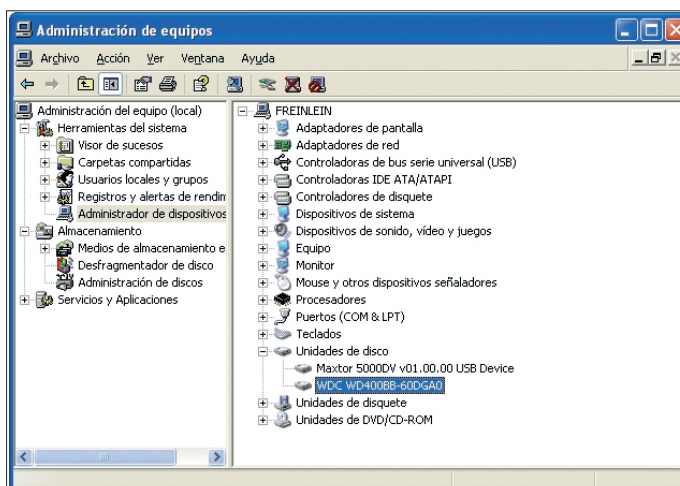 Administración de equipos
Archivo Acción Ver Ventana Ayuda
Administración del equipo (local)
Herramientas del sistema
Visor de sucesos
Carpetas compartidas
Usuarios locales y grupos
Registros y alertas de rendim
Administrador de dispositivos
Almacenamiento
Medios de almacenamiento e
Desfragmentador de disco
Administración de discos
Servicios y Aplicaciones
FREINLEIN
Adaptadores de pantalla
Adaptadores de red
Controladoras de bus serie universal (USB)
Controladoras IDE ATA/ATAPI
Controladores de disquete
Dispositivos de sistema
Dispositivos de sonido, vídeo y juegos
Equipo
Monitor
Mouse y otros dispositivos señaladores
Procesadores
Puertos (COM & LPT)
Teclados
Unidades de disco
Maxtor 5000DV v01.00.00 USB Device
WDC WD400BB-60DGA0
Unidades de disquete
Unidades de DVD/CD-ROM